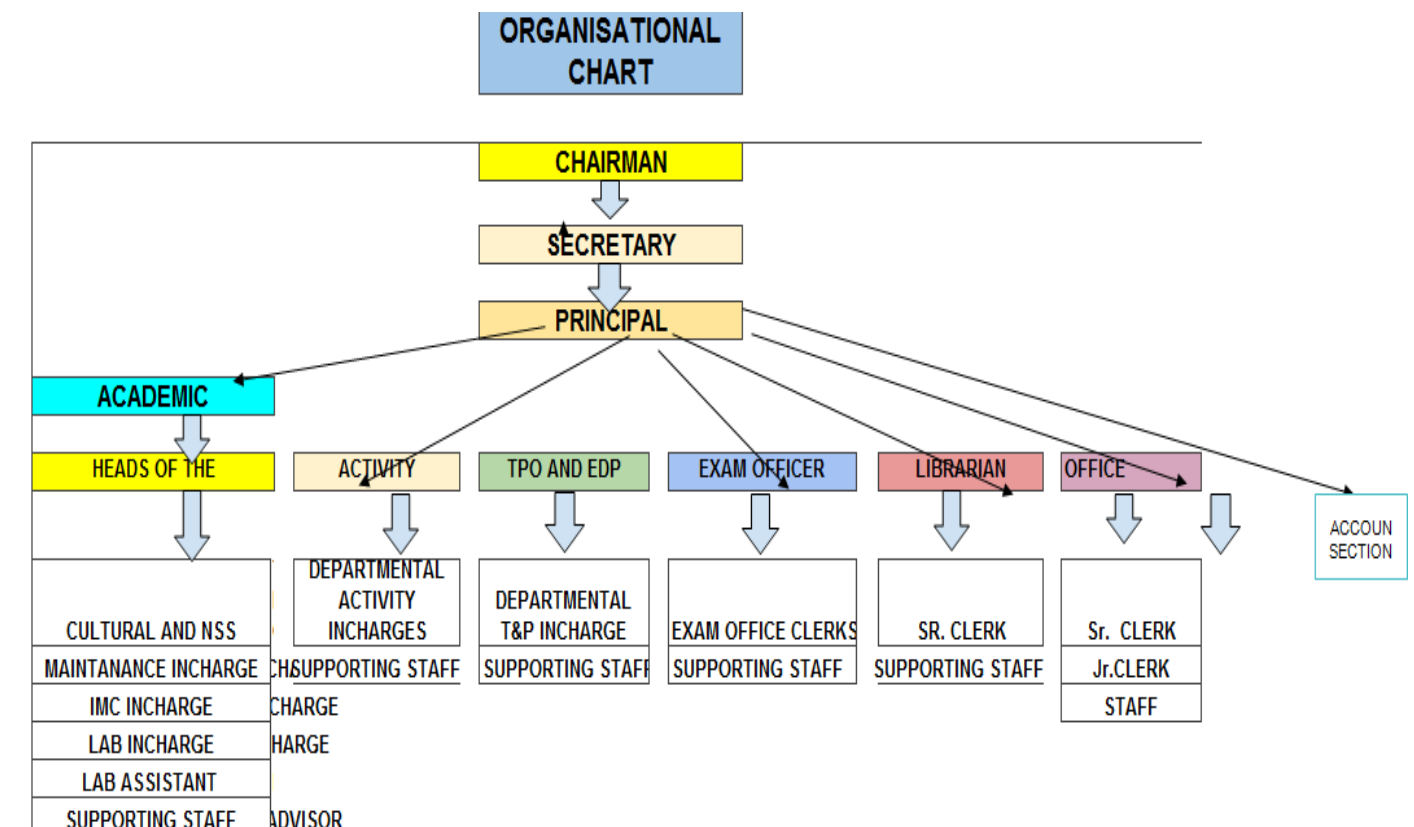 ORGANISATIONAL
CHART
CHAIRMAN
SECRETARY
PRINCIPAL
ACADEMIC
HEADS OF THE
ACTIVITY
TPO AND EDP
EXAM OFFICER
LIBRARIAN
OFFICE
ACCOUN
SECTION
CULTURAL AND NSS
MAINTANANCE INCHARGE
IMC INCHARGE
CHARGE
LAB INCHARGE
HARGE
LAB ASSISTANT
SUPPORTING STAFF
ADVISOR
DEPARTMENTAL
ACTIVITY
INCHARGES
SUPPORTING STAFF
DEPARTMENTAL
T&P INCHARGE
SUPPORTING STAFF
EXAM OFFICE CLERKS
SUPPORTING STAFF
SR. CLERK
SUPPORTING STAFF
Sr. CLERK
Jr.CLERK
STAFF